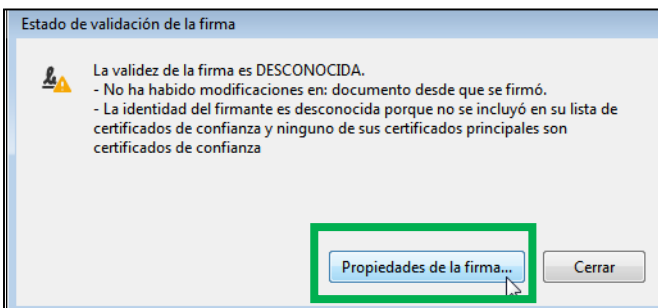 Estado de validación de la firma
La validez de la firma es DESCONOCIDA.
- No ha habido modificaciones en: documento desde que se firmó.
- La identidad del firmante es desconocida porque no se incluyó en su lista de
certificados de confianza y ninguno de sus certificados principales son
certificados de confianza
Propiedades de la firma...
Cerrar